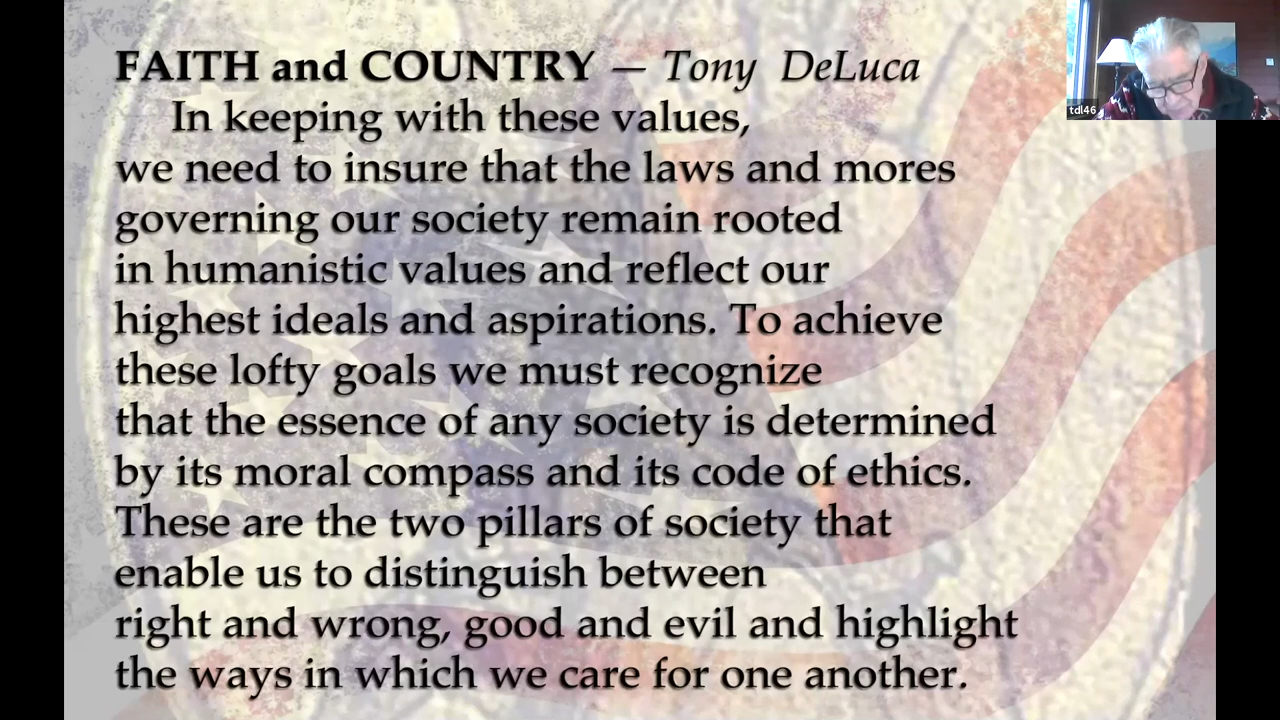 FAITH and COUNTRY — Tony DeLuca
In keeping with these values,
we need to insure that the laws and mores
governing our society remain rooted
in humanistic values and reflect our
highest ideals and aspirations. To achieve
these lofty goals we must recognize
that the essence of any society is determined
by its moral compass and its code of ethics.
These are the two pillars of society that
enable us to distinguish between
right and wrong, good and evil and highlight
the ways in which we care for one another.
tdl46